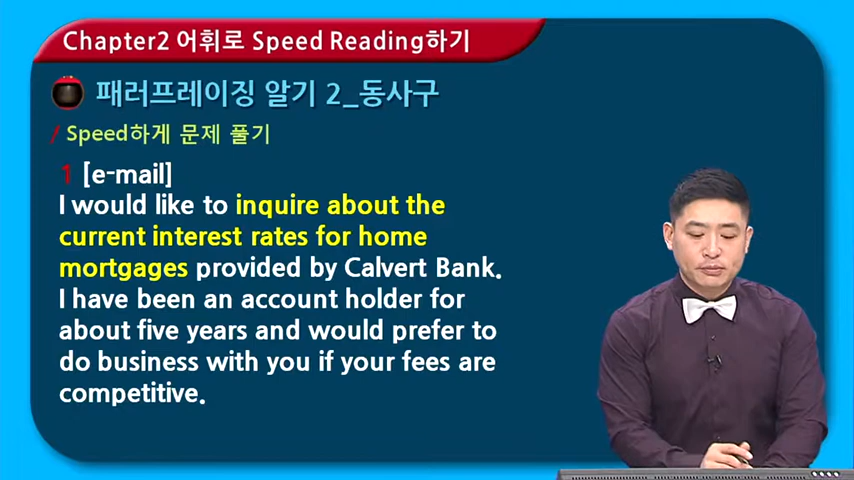 Chapter2 어휘로 Speed Reading하기
패러프레이징 알기 2_동사구
/ Speed하게 문제 풀기
1 [e-mail]
I would like to inquire about the
current interest rates for home
mortgages provided by Calvert Bank.
I have been an account holder for
about five years and would prefer to
do business with you if your fees are
competitive.